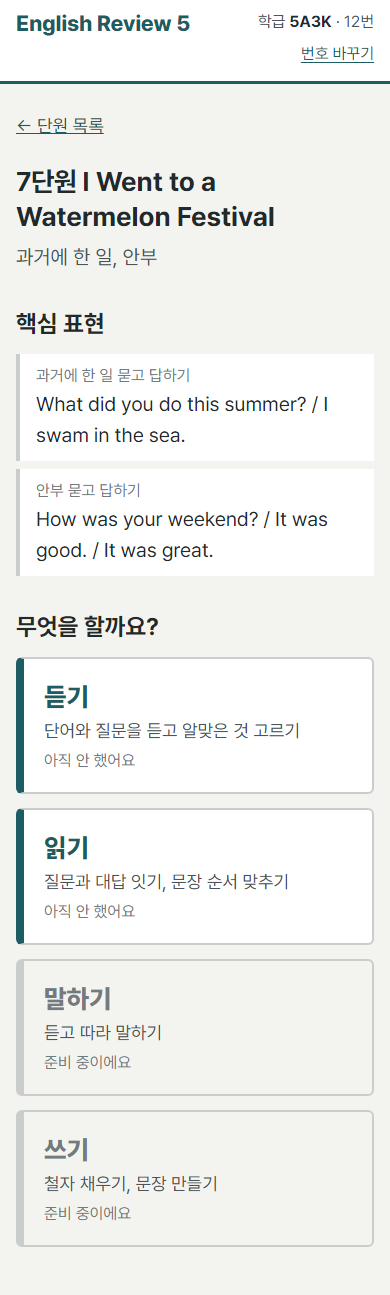 English Review 5
학급 5A3K · 12번
번호 바꾸기
← 단원 목록
7단원 I Went to a
Watermelon Festival
과거에 한 일, 안부
핵심 표현
과거에 한 일 묻고 답하기
What did you do this summer? / I
swam in the sea.
안부 묻고 답하기
How was your weekend? / It was
good. / It was great.
무엇을 할까요?
듣기
단어와 질문을 듣고 알맞은 것 고르기
아직 안 했어요
읽기
질문과 대답 잇기, 문장 순서 맞추기
아직 안 했어요
말하기
듣고 따라 말하기
준비 중이에요
쓰기
철자 채우기, 문장 만들기
준비 중이에요